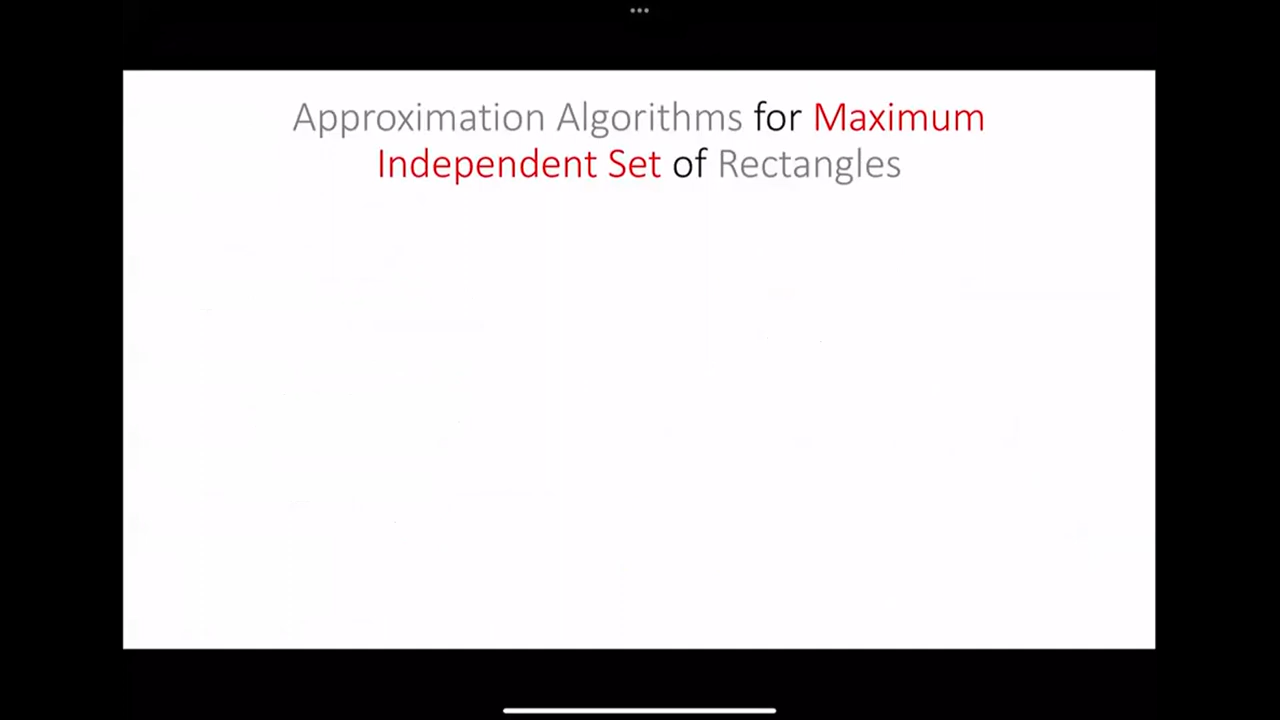 Approximation Algorithms for Maximum
Independent Set of Rectangles